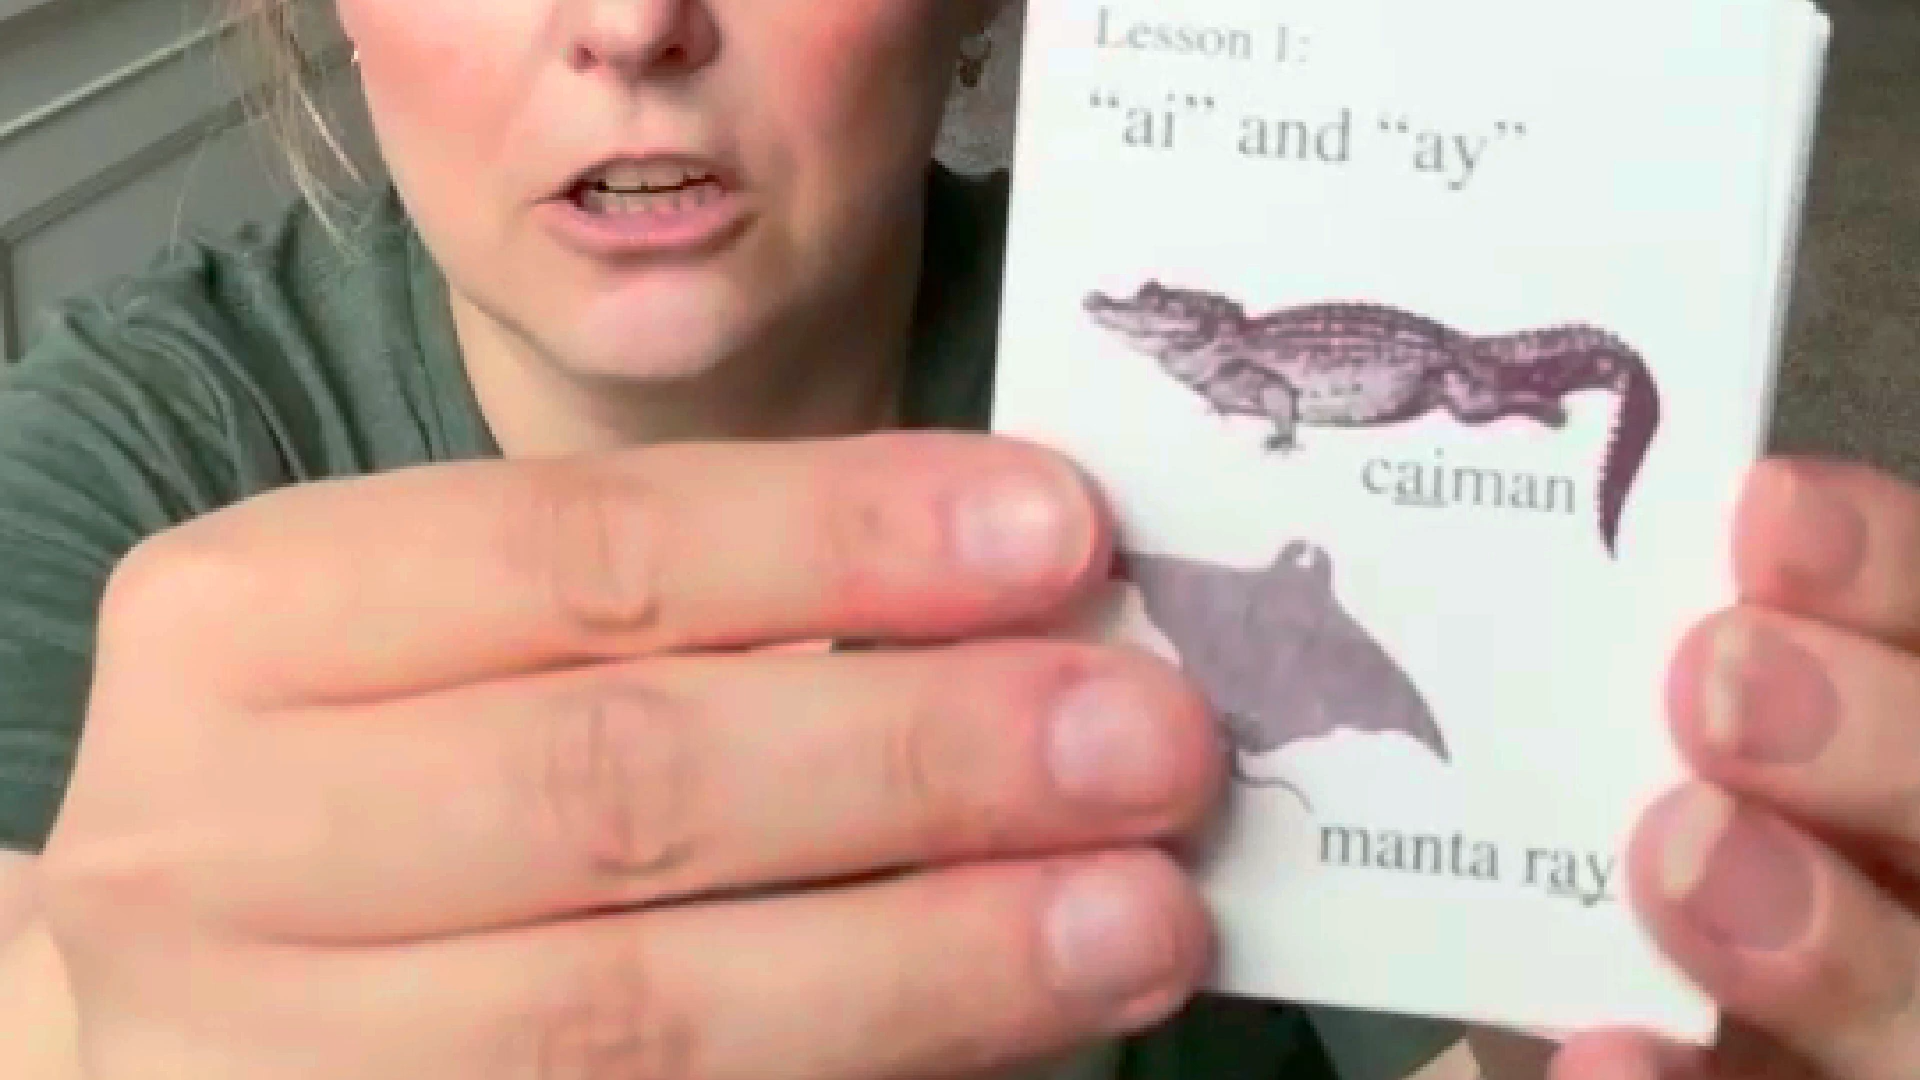 Lesson 1:
“ai” and “ay”
caiman
manta ray